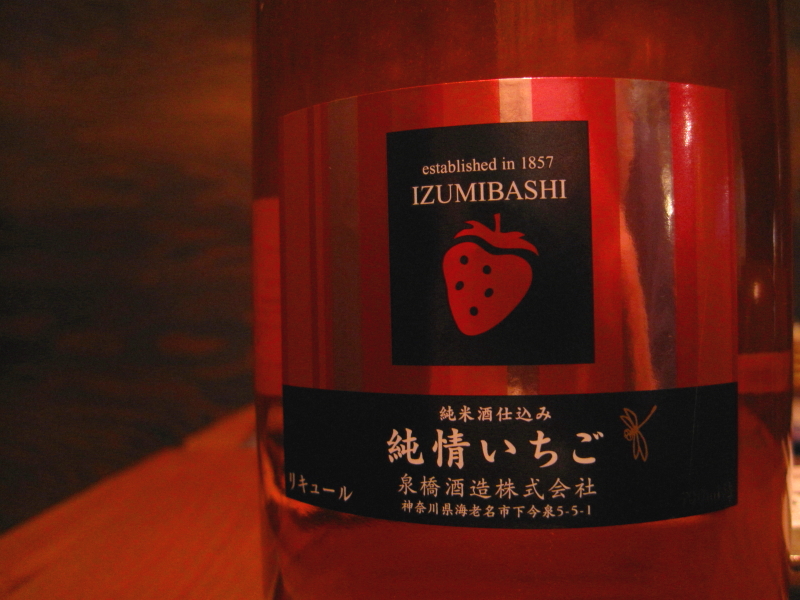 established in 1857
IZUMIBASHI
純米酒仕込み
純情いちご
リキュール
泉橋酒造株式会社
神奈川県海老名市下今泉5-5-1